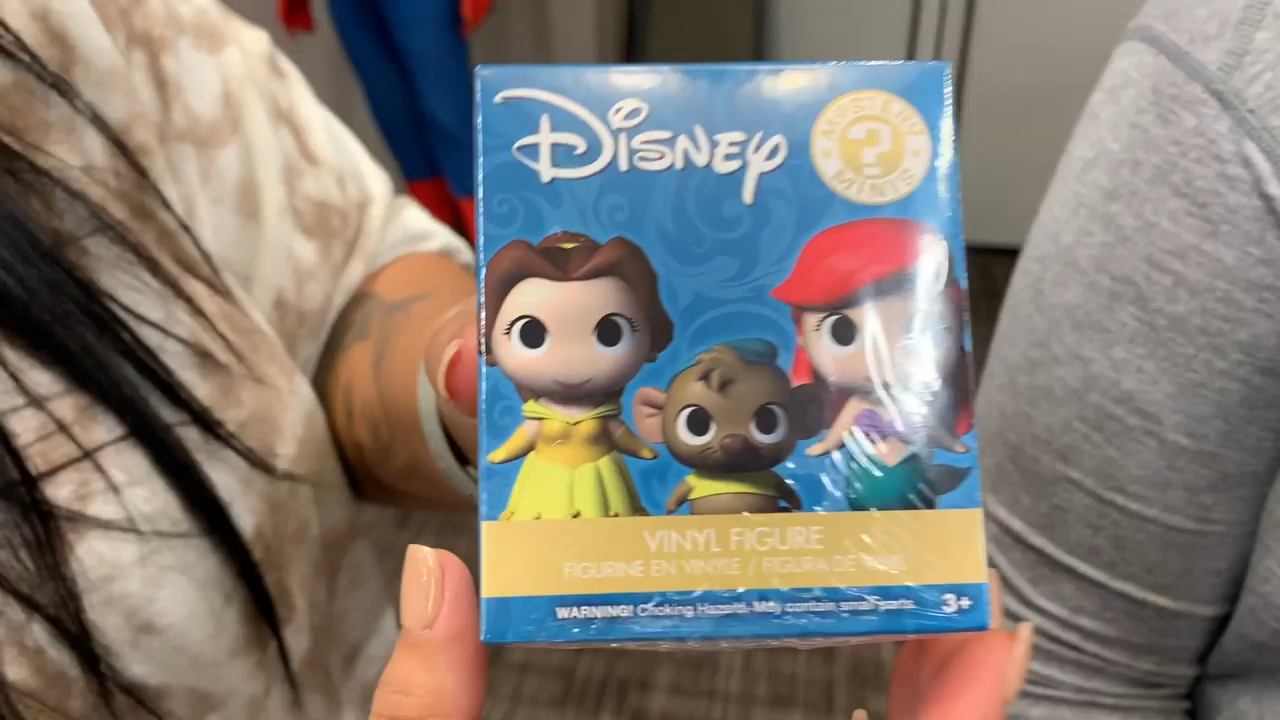 DISNEY
MYSTERY
?
MINIS
VINYL FIGURE
FIGURINE EN VINYLE / FIGURA DE
WARNING! Choking Hazard- May contain small parts.
3+